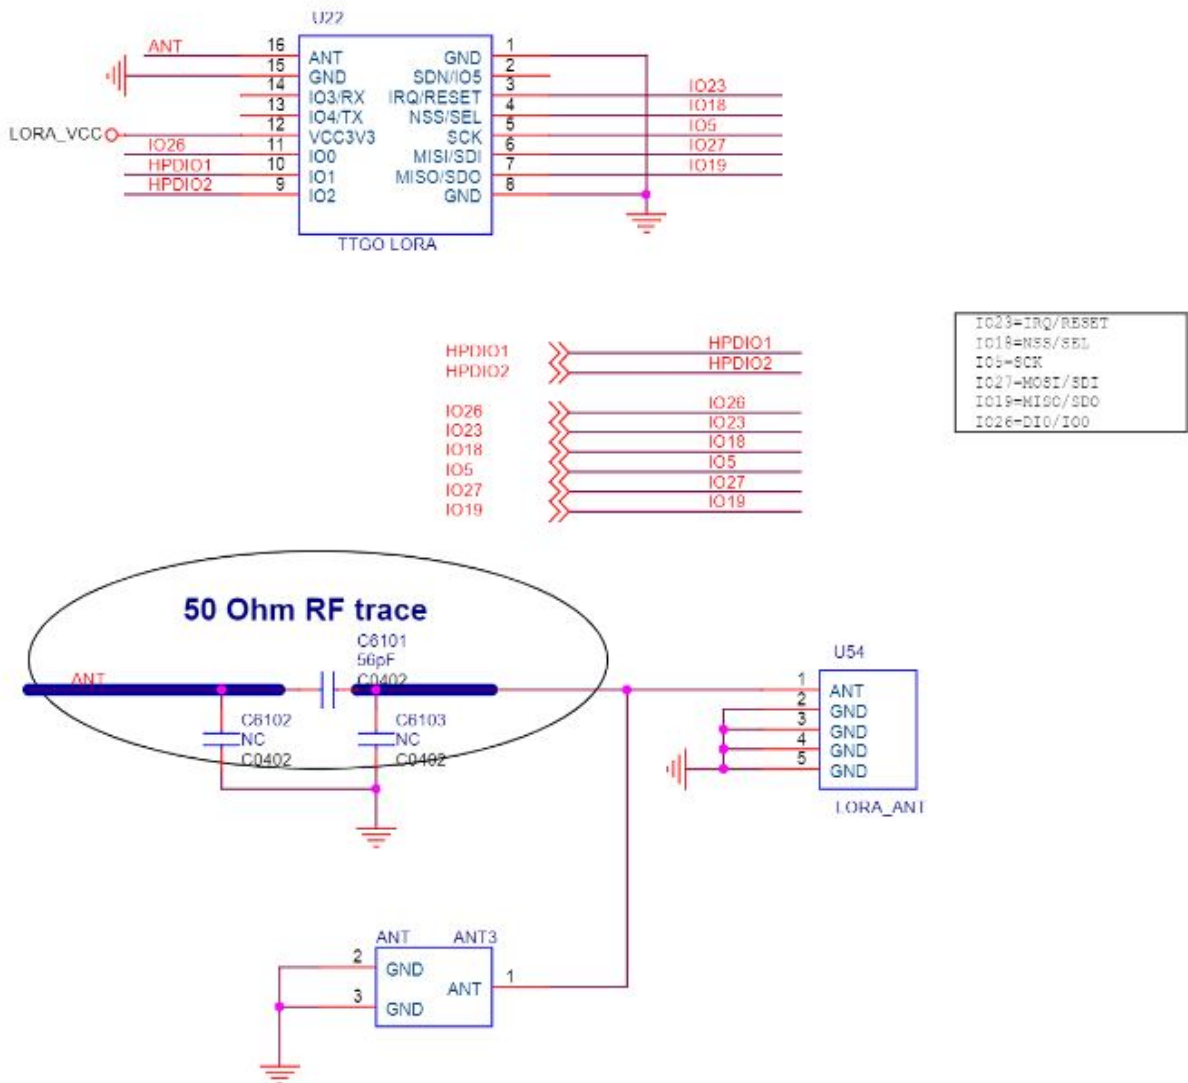 U22
ANT 16 ANT GND 1
15 GND SDN/IO5 2
14 IO3/RX IRQ/RESET 3 IO23
13 IO4/TX NSS/SEL 4 IO18
LORA_VCC 12 VCC3V3 SCK 5 IO5
IO26 11 IO0 MISI/SDI 6 IO27
HPDIO1 10 IO1 MISO/SDO 7 IO19
HPDIO2 9 IO2 GND 8
TTGO LORA
IO23=IRQ/RESET
IO18=NSS/SEL
IO5=SCK
IO27=MOSI/SDI
IO19=MISO/SDO
IO26=DIO/IO0
HPDIO1 HPDIO1
HPDIO2 HPDIO2
IO26 IO26
IO23 IO23
IO18 IO18
IO5 IO5
IO27 IO27
IO19 IO19
50 Ohm RF trace
C6101
56pF
C0402
ANT
C6102
NC
C0402
C6103
NC
C0402
U54
1 ANT
2 GND
3 GND
4 GND
5 GND
LORA_ANT
ANT ANT3
2 GND
ANT 1
3 GND